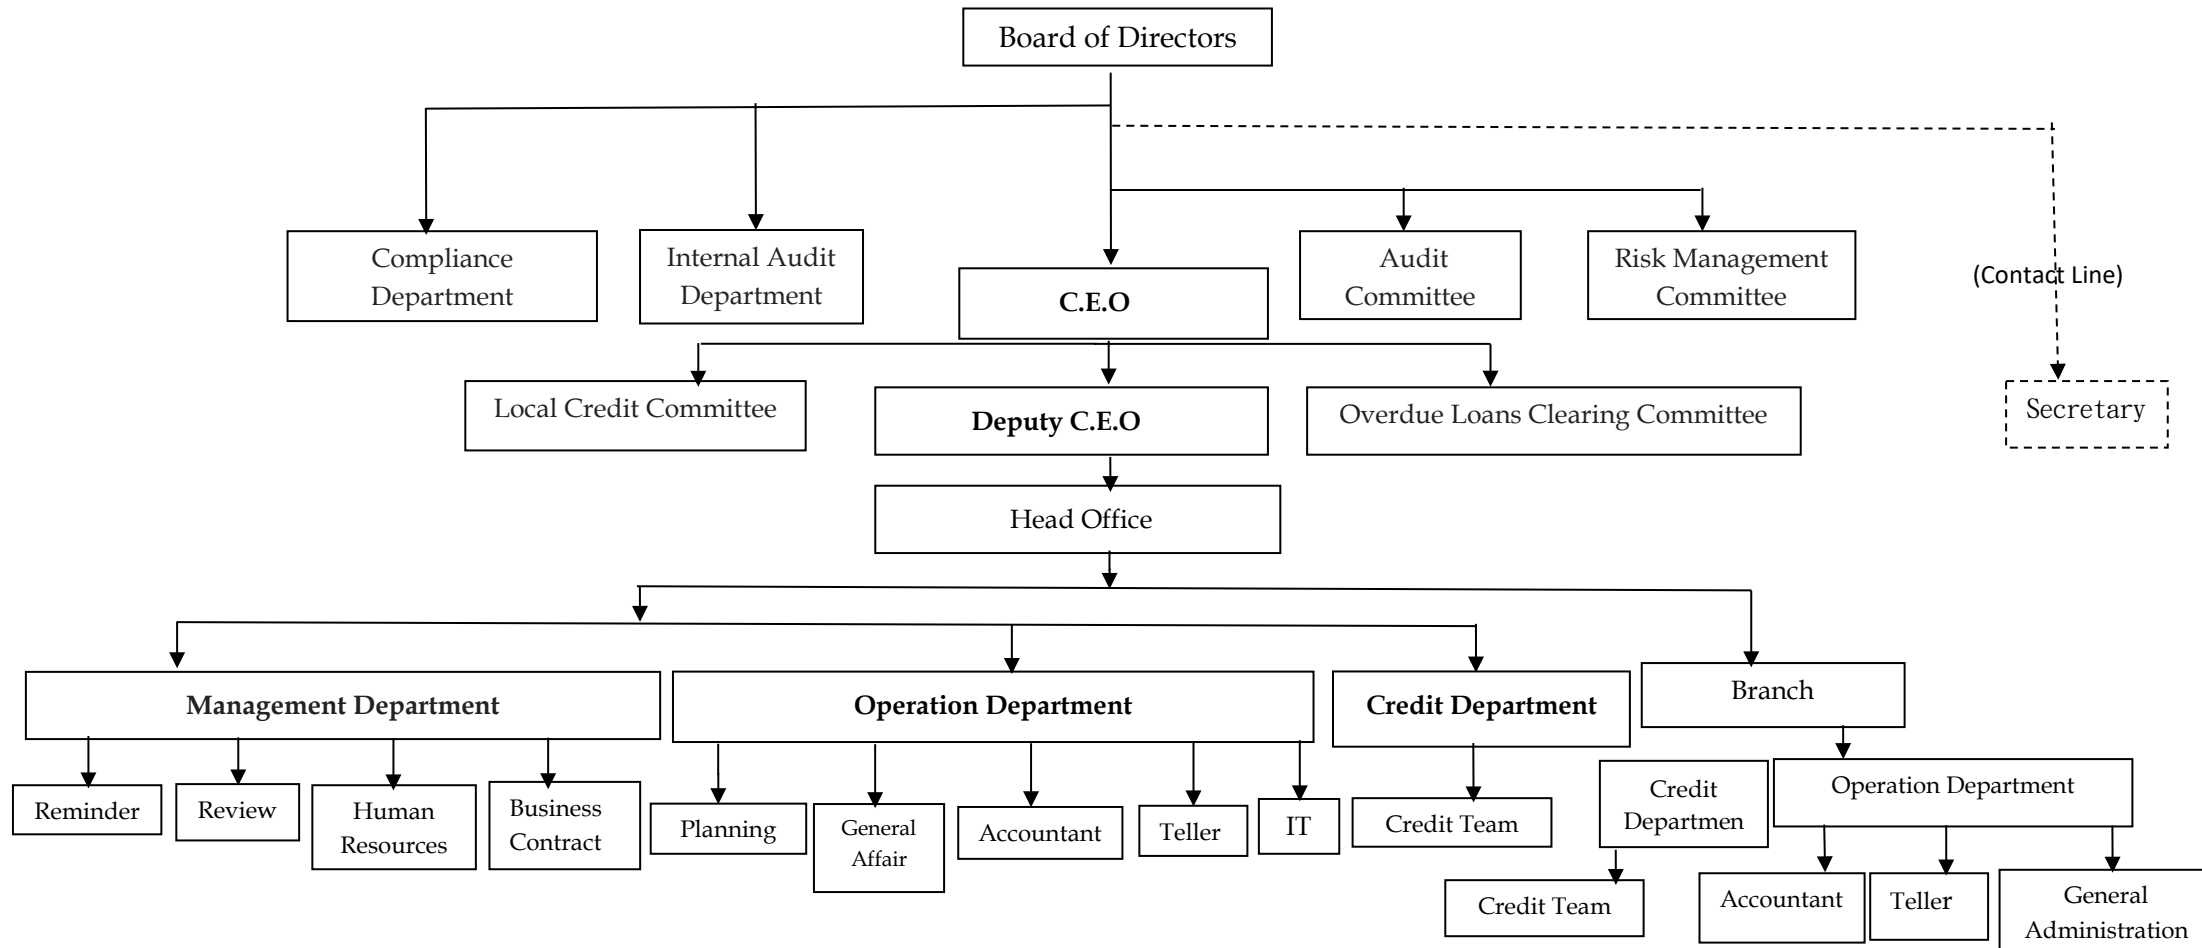 Board of Directors
Compliance
Department
Internal Audit
Department
C.E.O
Audit
Committee
Risk Management
Committee
(Contact Line)
Local Credit Committee
Deputy C.E.O
Overdue Loans Clearing Committee
Secretary
Head Office
Management Department
Operation Department
Credit Department
Branch
Reminder
Review
Human
Resources
Business
Contract
Planning
General
Affair
Accountant
Teller
IT
Credit Team
Credit
Departmen
Operation Department
Credit Team
Accountant
Teller
General
Administration